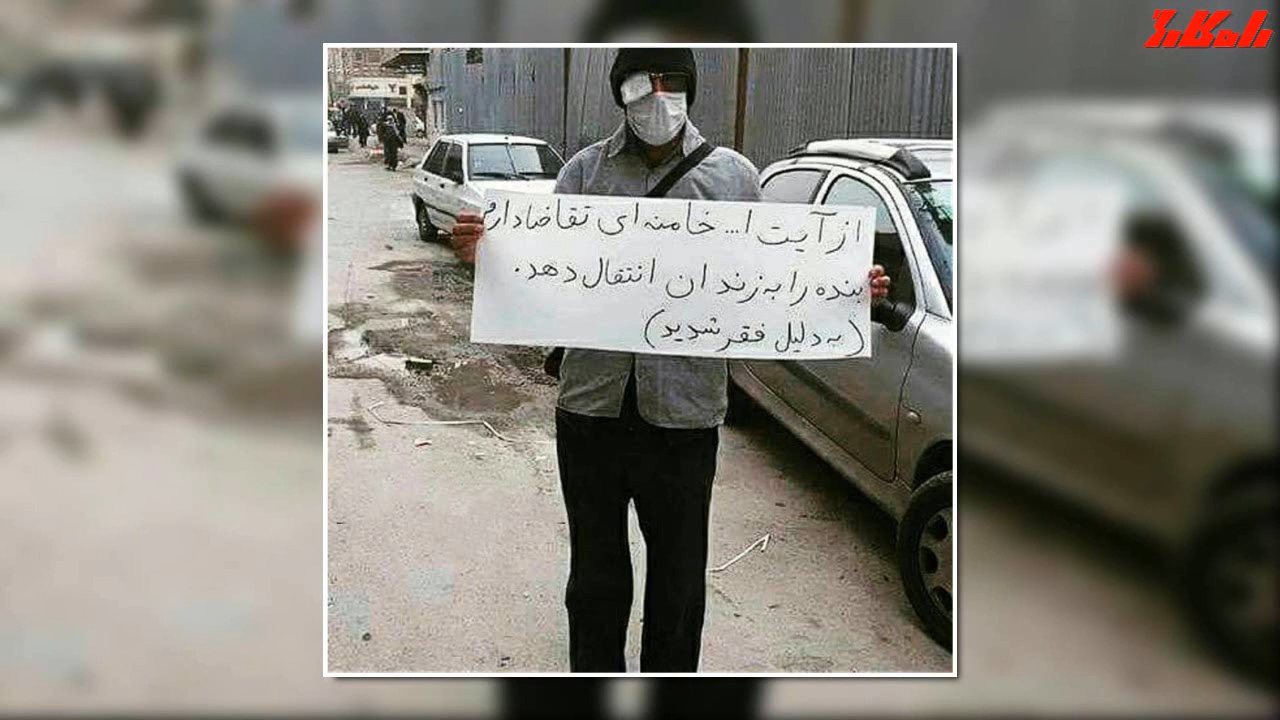 از آیت ا... خامنه ای تقاضا دارم
بنده را به زندان انتقال دهد.
(به دلیل فقر شدید)